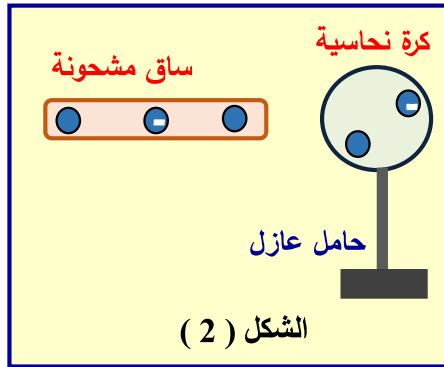 كرة نحاسية
ساق مشحونة
حامل عازل
الشكل ( 2 )